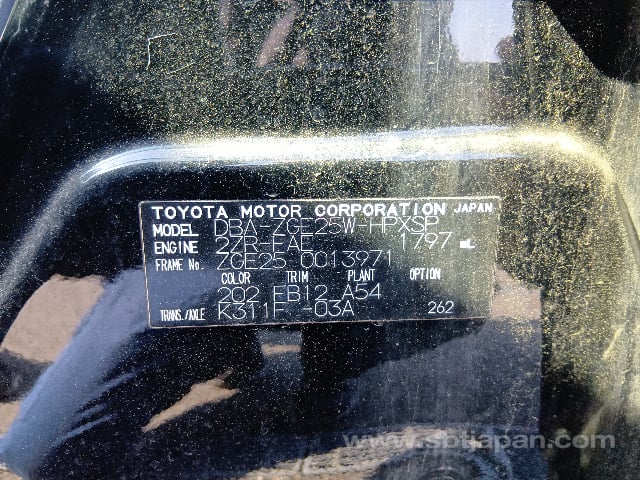 TOYOTA MOTOR CORPORATION JAPAN
MODEL DBA-ZGE25W-HPXSP
ENGINE 2ZR-FAE 1797 mL
FRAME No. ZGE25-0013971
COLOR TRIM PLANT OPTION
202 FB12 A54
TRANS./AXLE K311F -03A 262
www.sbtjapan.com